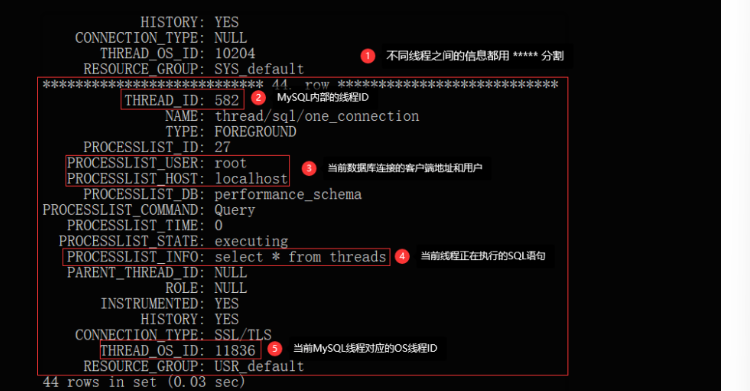 HISTORY: YES
CONNECTION_TYPE: NULL
THREAD_OS_ID: 10204
1 不同线程之间的信息都用 ***** 分割
RESOURCE_GROUP: SYS_default
*************************** 44. row ***************************
THREAD_ID: 582
2 MySQL内部的线程ID
NAME: thread/sql/one_connection
TYPE: FOREGROUND
PROCESSLIST_ID: 27
PROCESSLIST_USER: root
3 当前数据库连接的客户端地址和用户
PROCESSLIST_HOST: localhost
PROCESSLIST_DB: performance_schema
PROCESSLIST_COMMAND: Query
PROCESSLIST_TIME: 0
PROCESSLIST_STATE: executing
PROCESSLIST_INFO: select * from threads
4 当前线程正在执行的SQL语句
PARENT_THREAD_ID: NULL
ROLE: NULL
INSTRUMENTED: YES
HISTORY: YES
CONNECTION_TYPE: SSL/TLS
THREAD_OS_ID: 11836
5 当前MySQL线程对应的OS线程ID
RESOURCE_GROUP: USR_default
44 rows in set (0.03 sec)